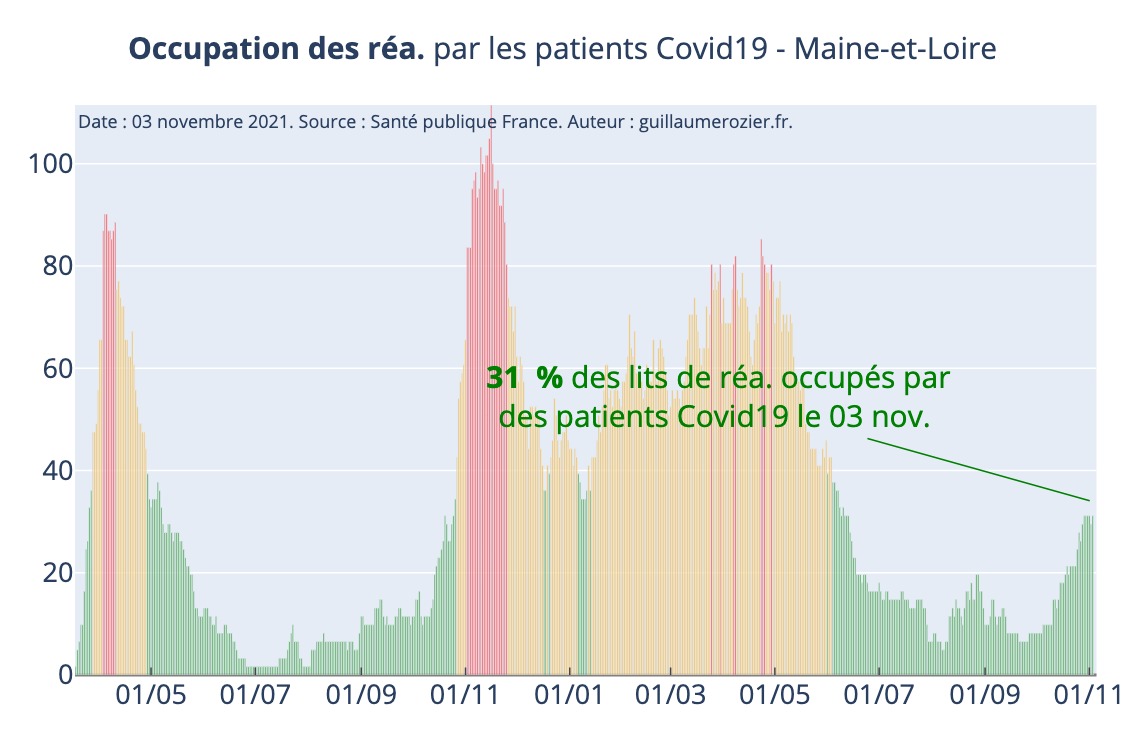 Occupation des réa. par les patients Covid19 - Maine-et-Loire
Date : 03 novembre 2021. Source : Santé publique France. Auteur : guillaumerozier.fr.
100
80
60
40
20
0
31 % des lits de réa. occupés par
des patients Covid19 le 03 nov.
01/05 01/07 01/09 01/11 01/01 01/03 01/05 01/07 01/09 01/11